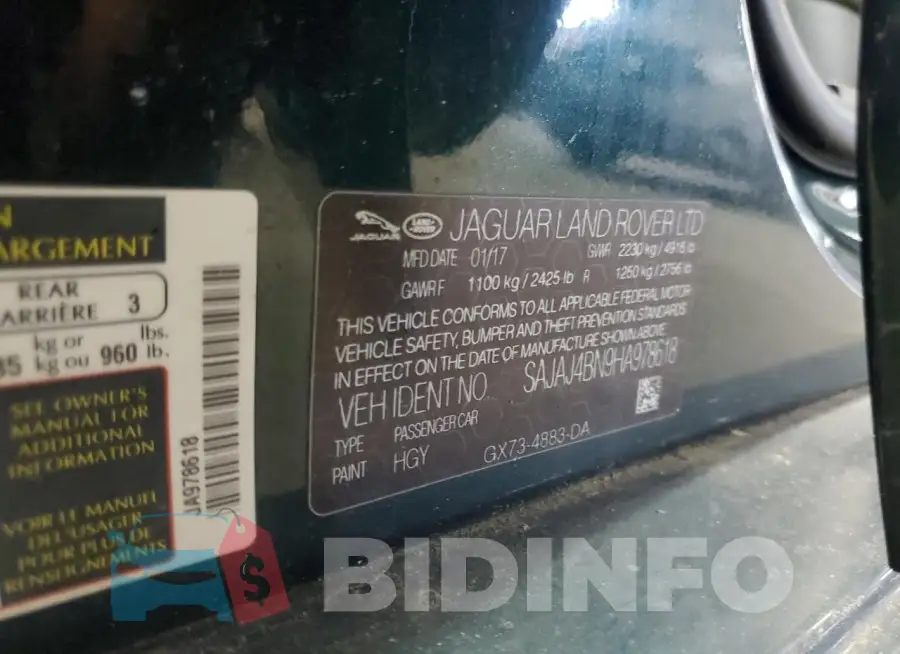 N
ARGEMENT
REAR
ARRIÈRE 3
kg or lbs.
35 kg ou 960 lb.
SEE OWNER'S
MANUAL FOR
ADDITIONAL
INFORMATION
VOIR LE MANUEL
DE L'USAGER
POUR PLUS DE
RENSEIGNEMENTS
JAGUAR LAND ROVER JAGUAR LAND ROVER LTD
MFD DATE 01/17 GVWR 2230 kg / 4916 lb
GAWR F 1100 kg / 2425 lb R 1250 kg / 2756 lb
THIS VEHICLE CONFORMS TO ALL APPLICABLE FEDERAL MOTOR
VEHICLE SAFETY, BUMPER AND THEFT PREVENTION STANDARDS
IN EFFECT ON THE DATE OF MANUFACTURE SHOWN ABOVE:
VEH IDENT NO. SAJAJ4BN9HA978618
TYPE PASSENGER CAR
PAINT HGY GX73-4883-DA
$ BIDINFO